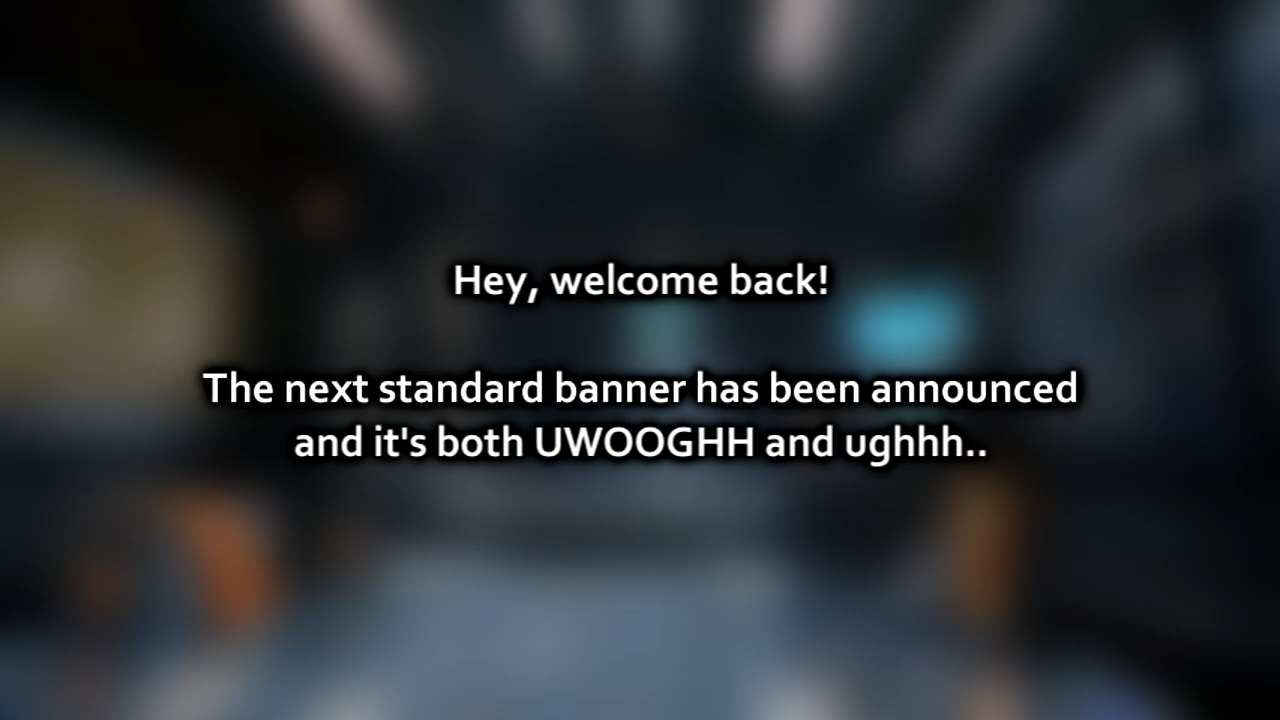 Hey, welcome back!
The next standard banner has been announced
and it's both UWOOGHH and ughhh..